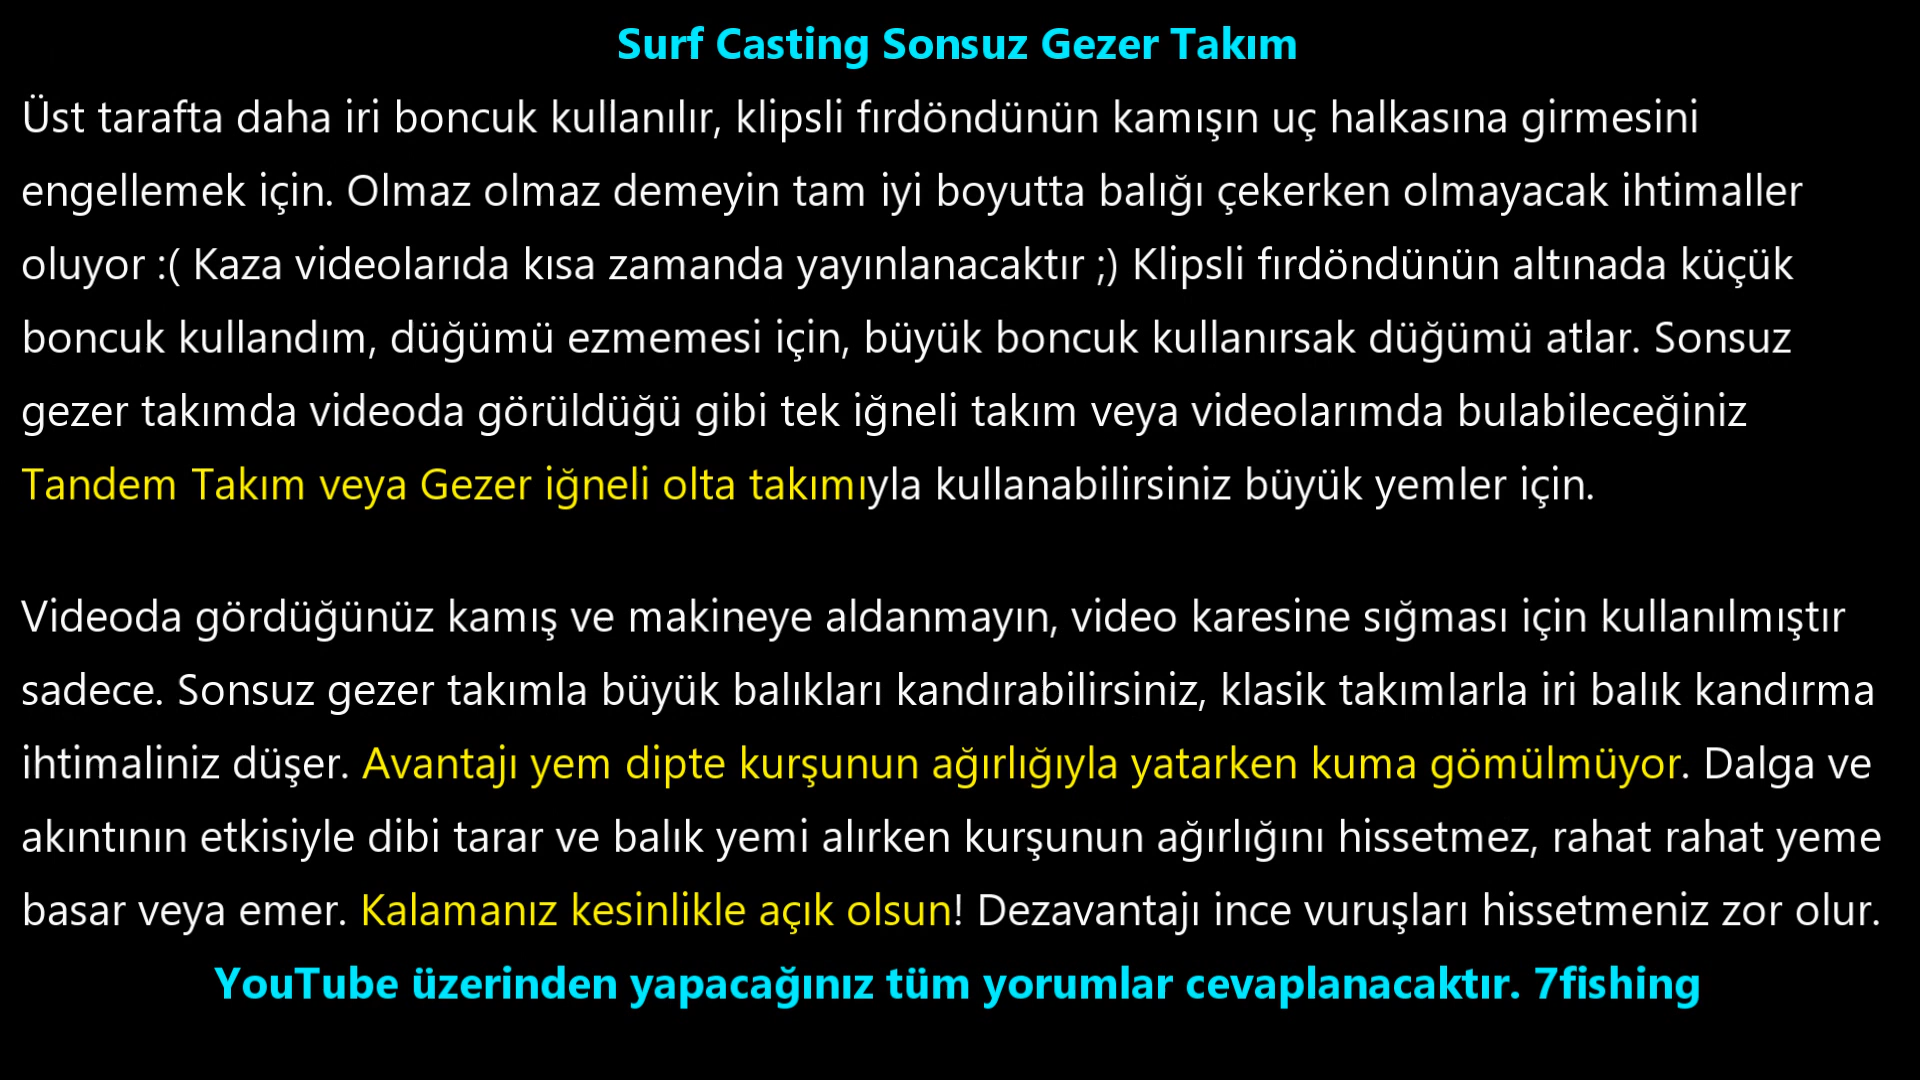 Surf Casting Sonsuz Gezer Takım
Üst tarafta daha iri boncuk kullanılır, klipsli fırdöndünün kamışın uç halkasına girmesini
engellemek için. Olmaz olmaz demeyin tam iyi boyutta balığı çekerken olmayacak ihtimaller
oluyor :( Kaza videolarıda kısa zamanda yayınlanacaktır ;) Klipsli fırdöndünün altınada küçük
boncuk kullandım, düğümü ezmemesi için, büyük boncuk kullanırsak düğümü atlar. Sonsuz
gezer takımda videoda görüldüğü gibi tek iğneli takım veya videolarımda bulabileceğiniz
Tandem Takım veya Gezer iğneli olta takımıyla kullanabilirsiniz büyük yemler için.
Videoda gördüğünüz kamış ve makineye aldanmayın, video karesine sığması için kullanılmıştır
sadece. Sonsuz gezer takımla büyük balıkları kandırabilirsiniz, klasik takımlarla iri balık kandırma
ihtimaliniz düşer. Avantajı yem dipte kurşunun ağırlığıyla yatarken kuma gömülmüyor. Dalga ve
akıntının etkisiyle dibi tarar ve balık yemi alırken kurşunun ağırlığını hissetmez, rahat rahat yeme
basar veya emer. Kalamanız kesinlikle açık olsun! Dezavantajı ince vuruşları hissetmeniz zor olur.
YouTube üzerinden yapacağınız tüm yorumlar cevaplanacaktır. 7fishing